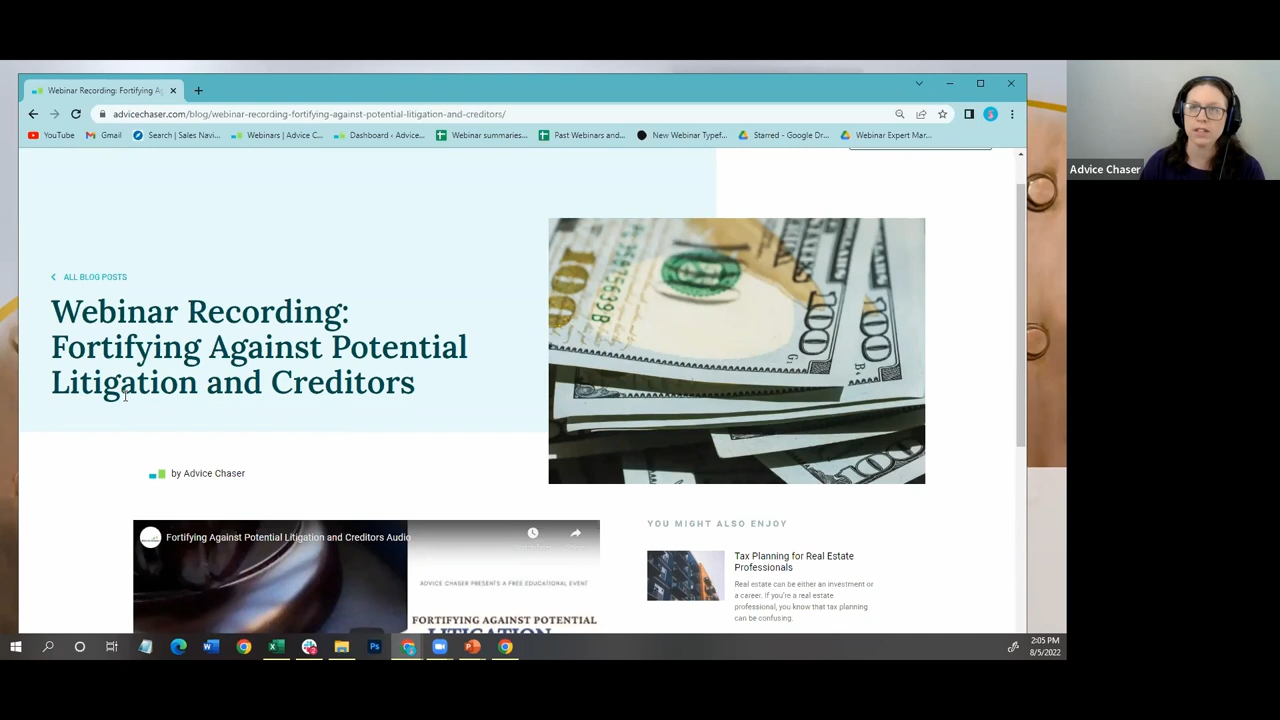 Webinar Recording: Fortifying Ag
advicechaser.com/blog/webinar-recording-fortifying-against-potential-litigation-and-creditors/
YouTube
Gmail
Search | Sales Navi...
Webinars | Advice C...
Dashboard ‹ Advice...
Webinar summaries...
Past Webinars and...
New Webinar Typef...
Starred - Google Dr...
Webinar Expert Mar...
Advice Chaser
ALL BLOG POSTS
Webinar Recording:
Fortifying Against Potential
Litigation and Creditors
100
100
100
by Advice Chaser
Fortifying Against Potential Litigation and Creditors Audio
ADVICE CHASER PRESENTS A FREE EDUCATIONAL EVENT
FORTIFYING AGAINST POTENTIAL
LITIGATION
YOU MIGHT ALSO ENJOY
Tax Planning for Real Estate
Professionals
Real estate can be either an investment or
a career. If you're a real estate
professional, you know that tax planning
can be confusing.
2:05 PM
8/5/2022